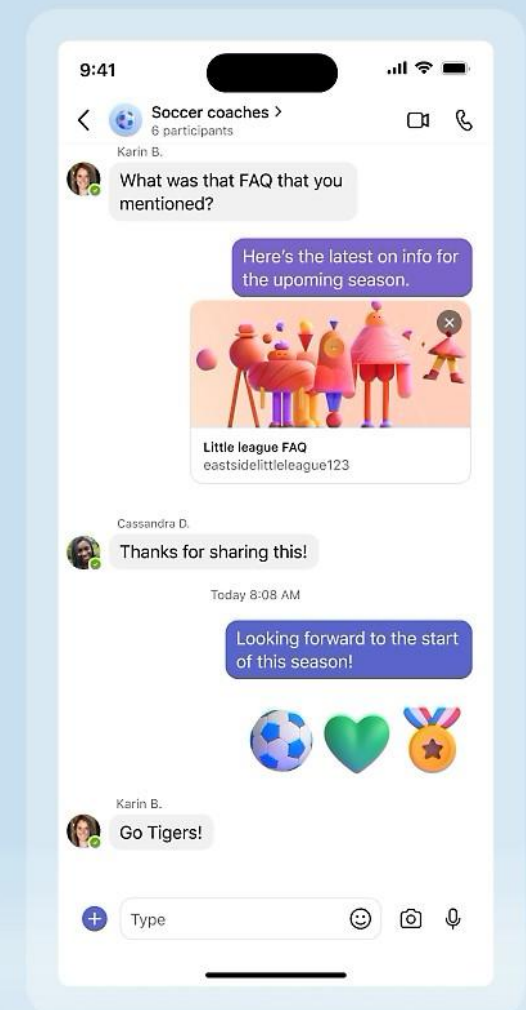 9:41
Soccer coaches >
6 participants
Karin B.
What was that FAQ that you
mentioned?
Here's the latest on info for
the upoming season.
Little league FAQ
eastsidelittleleague123
Cassandra D.
Thanks for sharing this!
Today 8:08 AM
Looking forward to the start
of this season!
Karin B.
Go Tigers!
Type